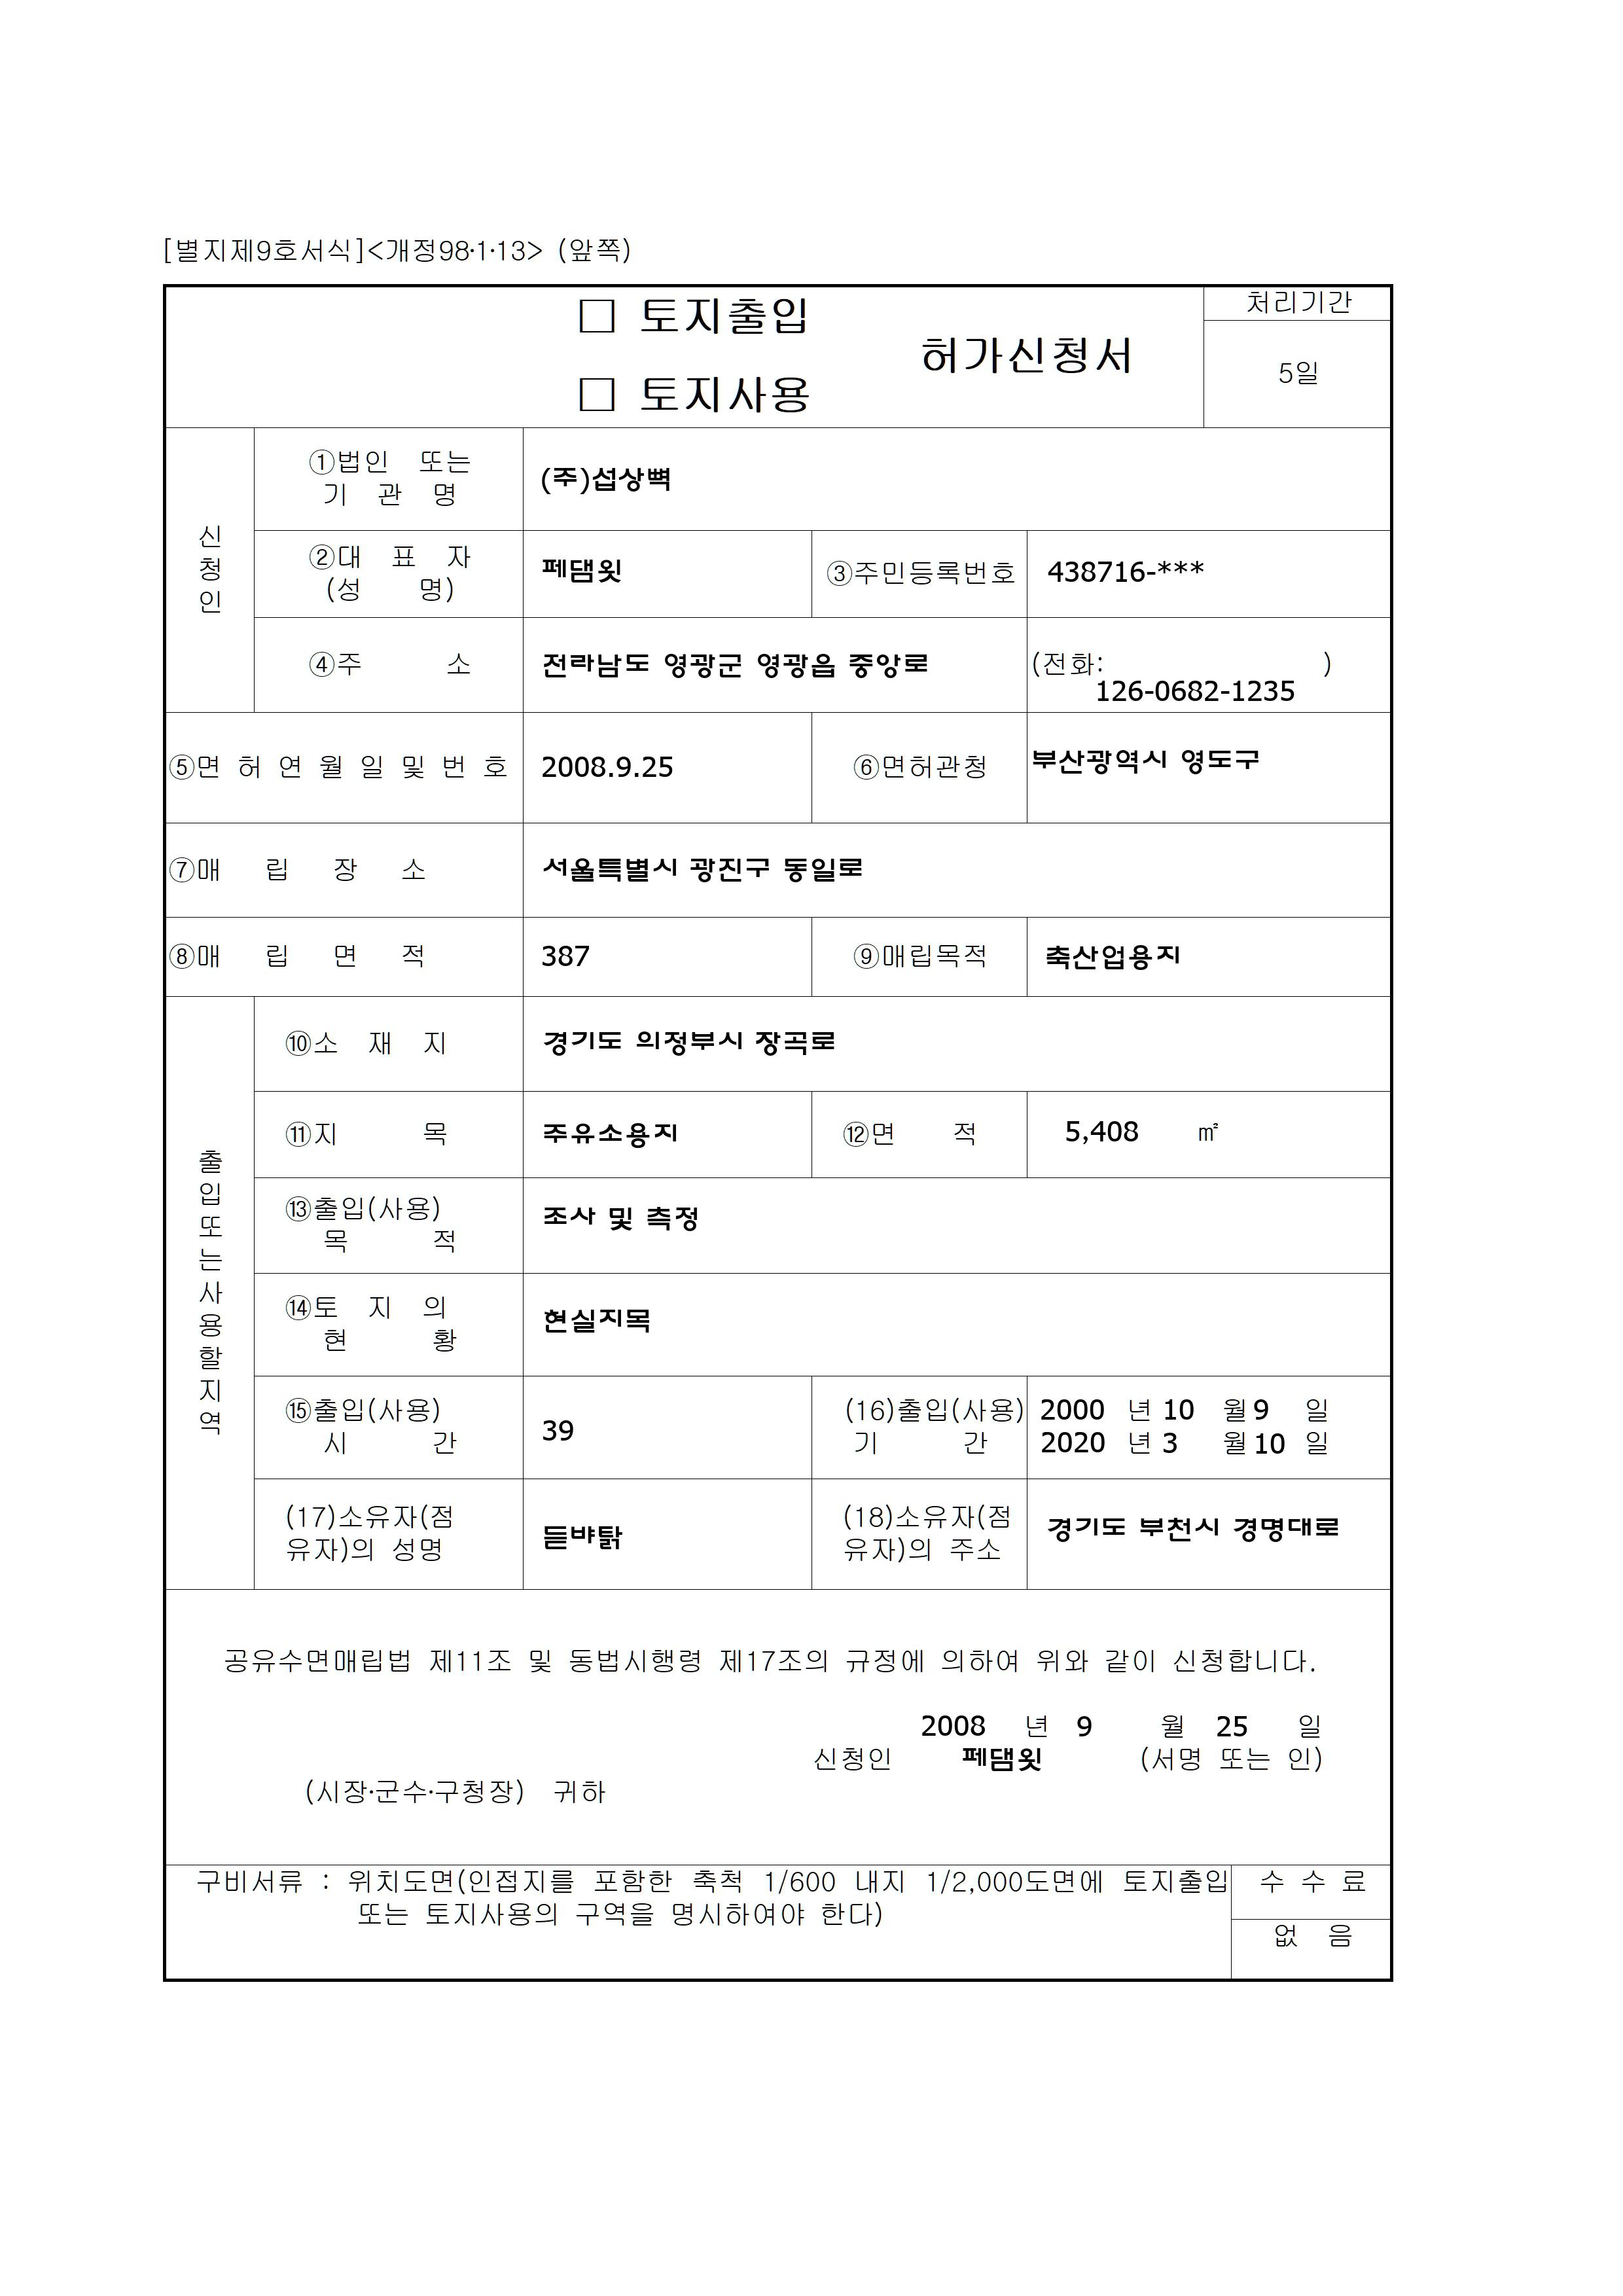 [별지제9호서식]<개정98·1·13> (앞쪽)
□ 토지출입
□ 토지사용
허가신청서
처리기간
5일
신청인
①법인 또는
기 관 명
(주)섭상뼉
②대 표 자
(성 명)
페댐윗
③주민등록번호
438716-***
④주 소
전라남도 영광군 영광읍 중앙로
(전화: )
126-0682-1235
⑤면 허 연 월 일 및 번 호
2008.9.25
⑥면허관청
부산광역시 영도구
⑦매 립 장 소
서울특별시 광진구 동일로
⑧매 립 면 적
387
⑨매립목적
축산업용지
출입또는사용할지역
⑩소 재 지
경기도 의정부시 장곡로
⑪지 목
주유소용지
⑫면 적
5,408 ㎡
⑬출입(사용)
목 적
조사 및 측정
⑭토 지 의
현 황
현실지목
⑮출입(사용)
시 간
39
(16)출입(사용)
기 간
2000 년 10 월 9 일
2020 년 3 월 10 일
(17)소유자(점
유자)의 성명
듣뱌탉
(18)소유자(점
유자)의 주소
경기도 부천시 경명대로
공유수면매립법 제11조 및 동법시행령 제17조의 규정에 의하여 위와 같이 신청합니다.
2008 년 9 월 25 일
신청인 페댐윗 (서명 또는 인)
(시장·군수·구청장) 귀하
구비서류 : 위치도면(인접지를 포함한 축척 1/600 내지 1/2,000도면에 토지출입
또는 토지사용의 구역을 명시하여야 한다)
수 수 료
없 음